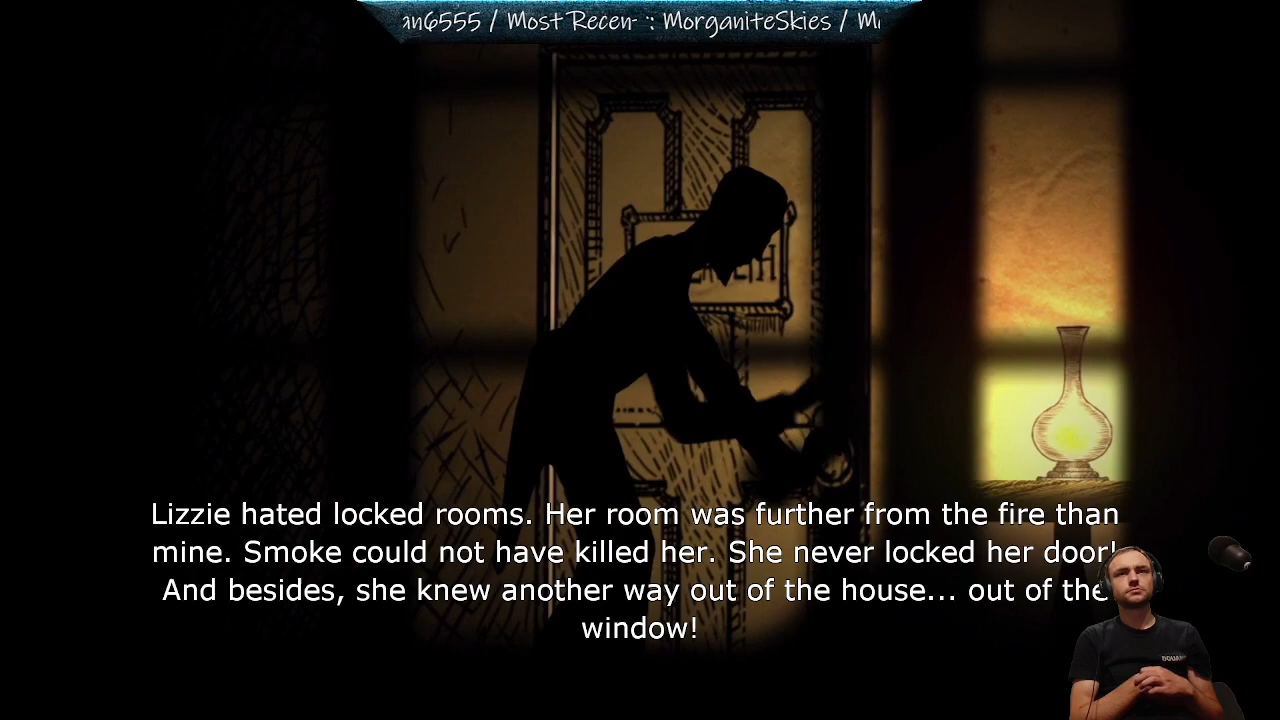 an6555 / Most Recen : MorganiteSkies / M
Lizzie hated locked rooms. Her room was further from the fire than
mine. Smoke could not have killed her. She never locked her door!
And besides, she knew another way out of the house... out of the
window!